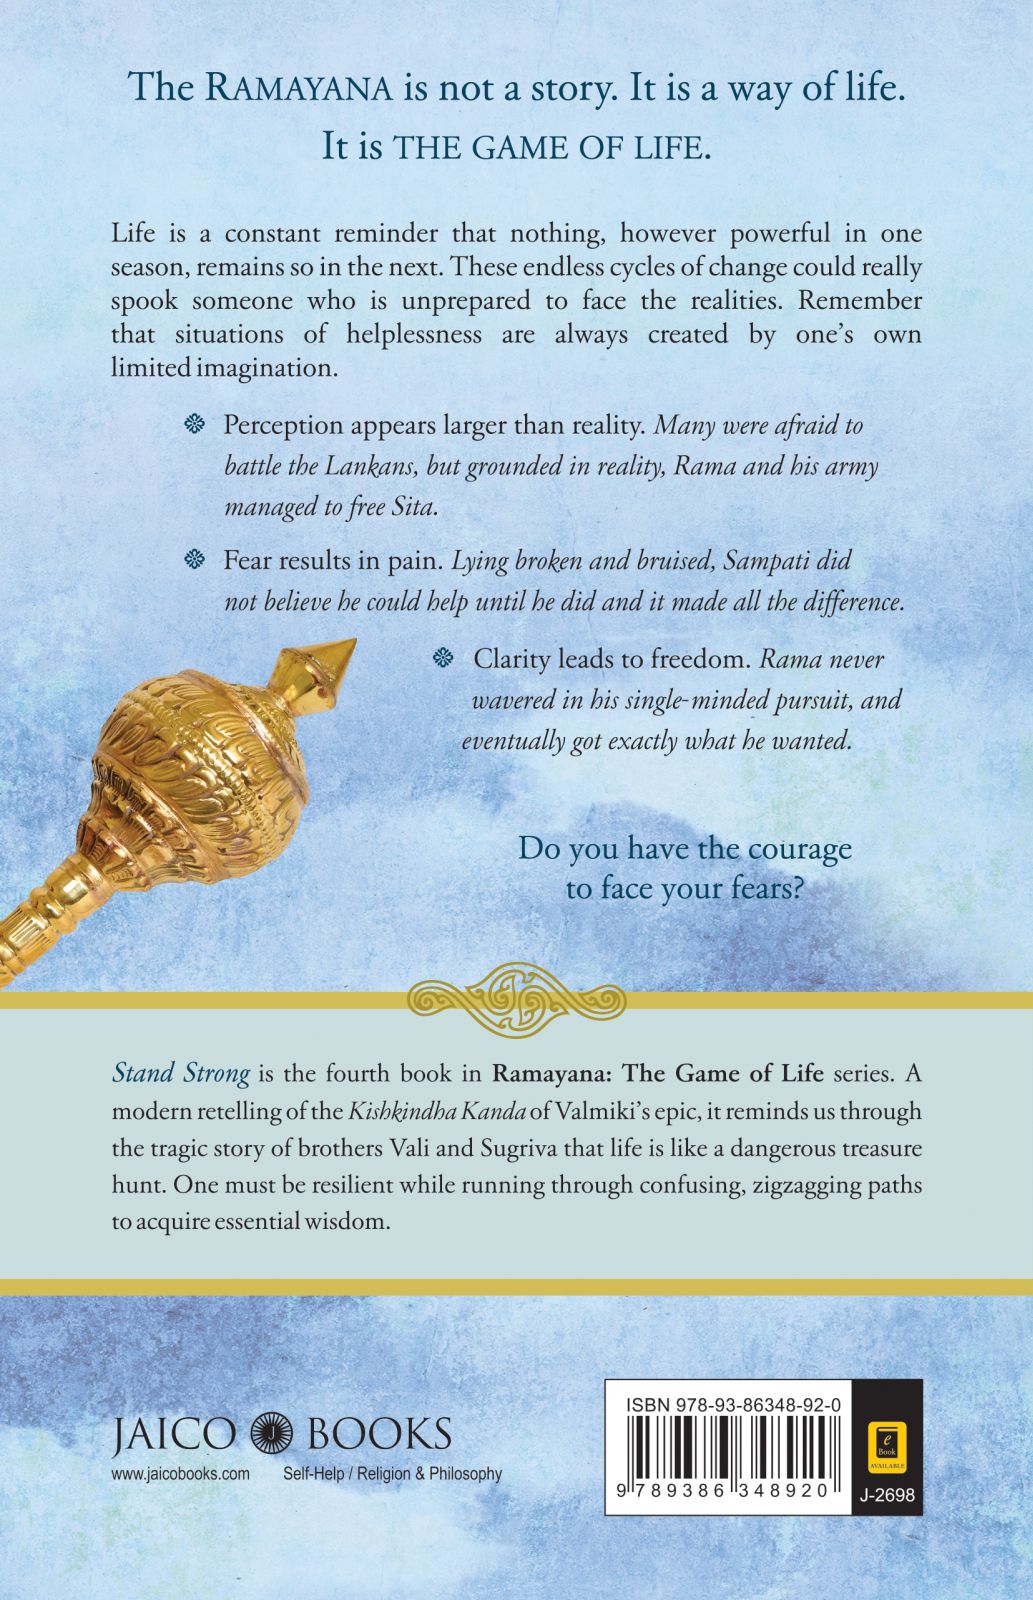 The RAMAYANA is not a story. It is a way of life.
It is THE GAME OF LIFE.
Life is a constant reminder that nothing, however powerful in one
season, remains so in the next. These endless cycles of change could really
spook someone who is unprepared to face the realities. Remember
that situations of helplessness are always created by one’s own
limited imagination.
Perception appears larger than reality. Many were afraid to
battle the Lankans, but grounded in reality, Rama and his army
managed to free Sita.
Fear results in pain. Lying broken and bruised, Sampati did
not believe he could help until he did and it made all the difference.
Clarity leads to freedom. Rama never
wavered in his single-minded pursuit, and
eventually got exactly what he wanted.
Do you have the courage
to face your fears?
Stand Strong is the fourth book in Ramayana: The Game of Life series. A
modern retelling of the Kishkindha Kanda of Valmiki’s epic, it reminds us through
the tragic story of brothers Vali and Sugriva that life is like a dangerous treasure
hunt. One must be resilient while running through confusing, zigzagging paths
to acquire essential wisdom.
JAICO J BOOKS
www.jaicobooks.com Self-Help / Religion & Philosophy
ISBN 978-93-86348-92-0
9 789386 348920
e
Book
AVAILABLE
J-2698